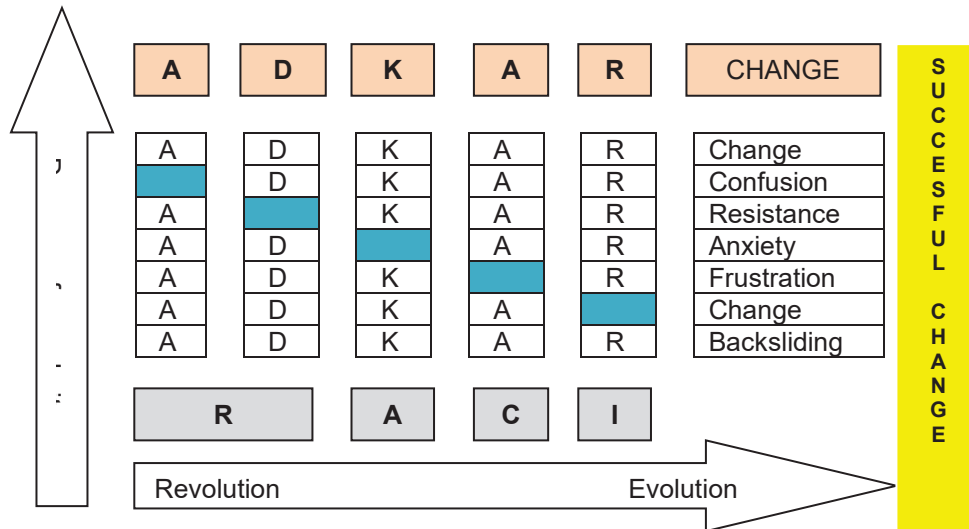 A D K A R CHANGE
A D K A R Change
D K A R Confusion
A K A R Resistance
A D A R Anxiety
A D K R Frustration
A D K A Change
A D K A R Backsliding
R A C I
Revolution Evolution
SUCCESFUL CHANGE